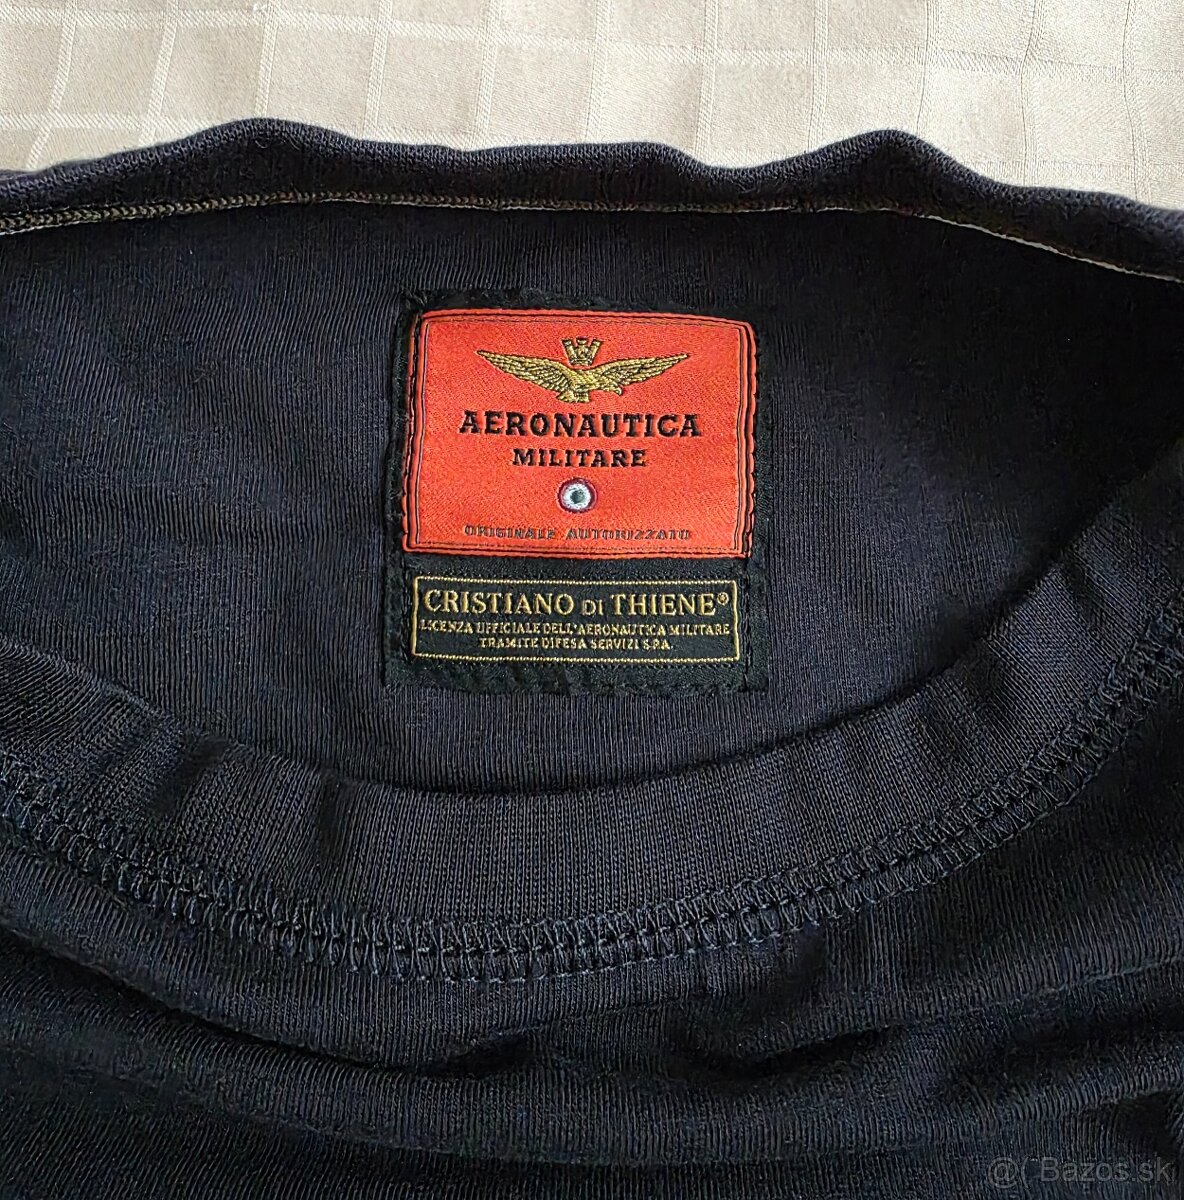 AERONAUTICA
MILITARE
ORIGINALE AUTORIZZATO
CRISTIANO DI THIENE®
LICENZA UFFICIALE DELL'AERONAUTICA MILITARE
TRAMITE DIFESA SERVIZI S.P.A.
Bazos.sk